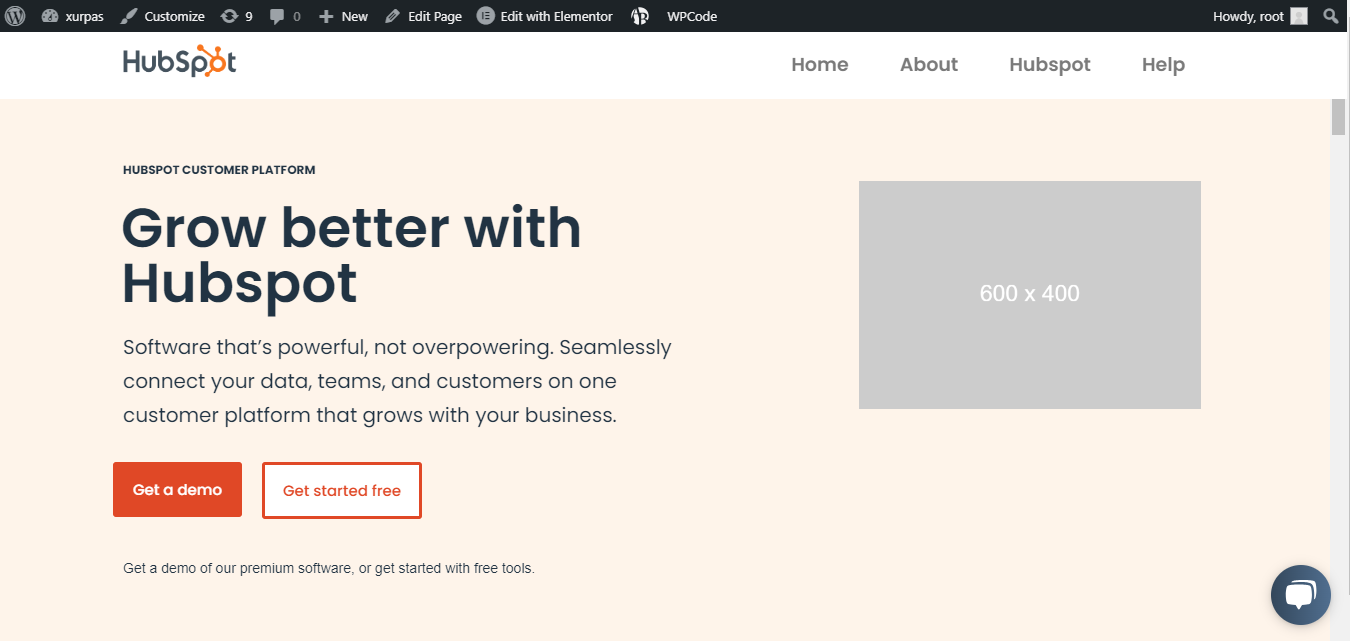 xurpas Customize 9 0 New Edit Page Edit with Elementor WPCode Howdy, root
HubSpot Home About Hubspot Help
HUBSPOT CUSTOMER PLATFORM
Grow better with
Hubspot
600 x 400
Software that’s powerful, not overpowering. Seamlessly
connect your data, teams, and customers on one
customer platform that grows with your business.
Get a demo Get started free
Get a demo of our premium software, or get started with free tools.